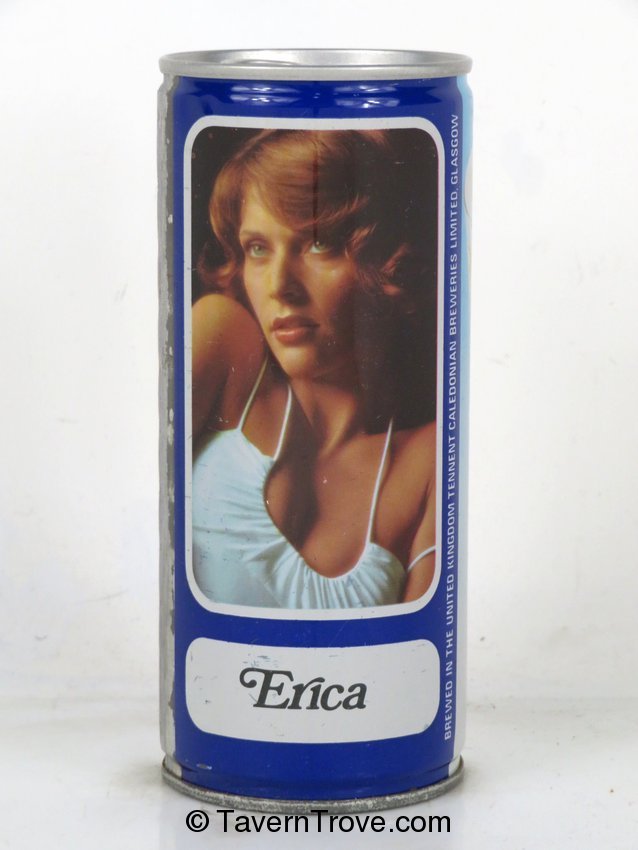 Erica
BREWED IN THE UNITED KINGDOM TENNENT CALEDONIAN BREWERIES LIMITED, GLASGOW
© TavernTrove.com